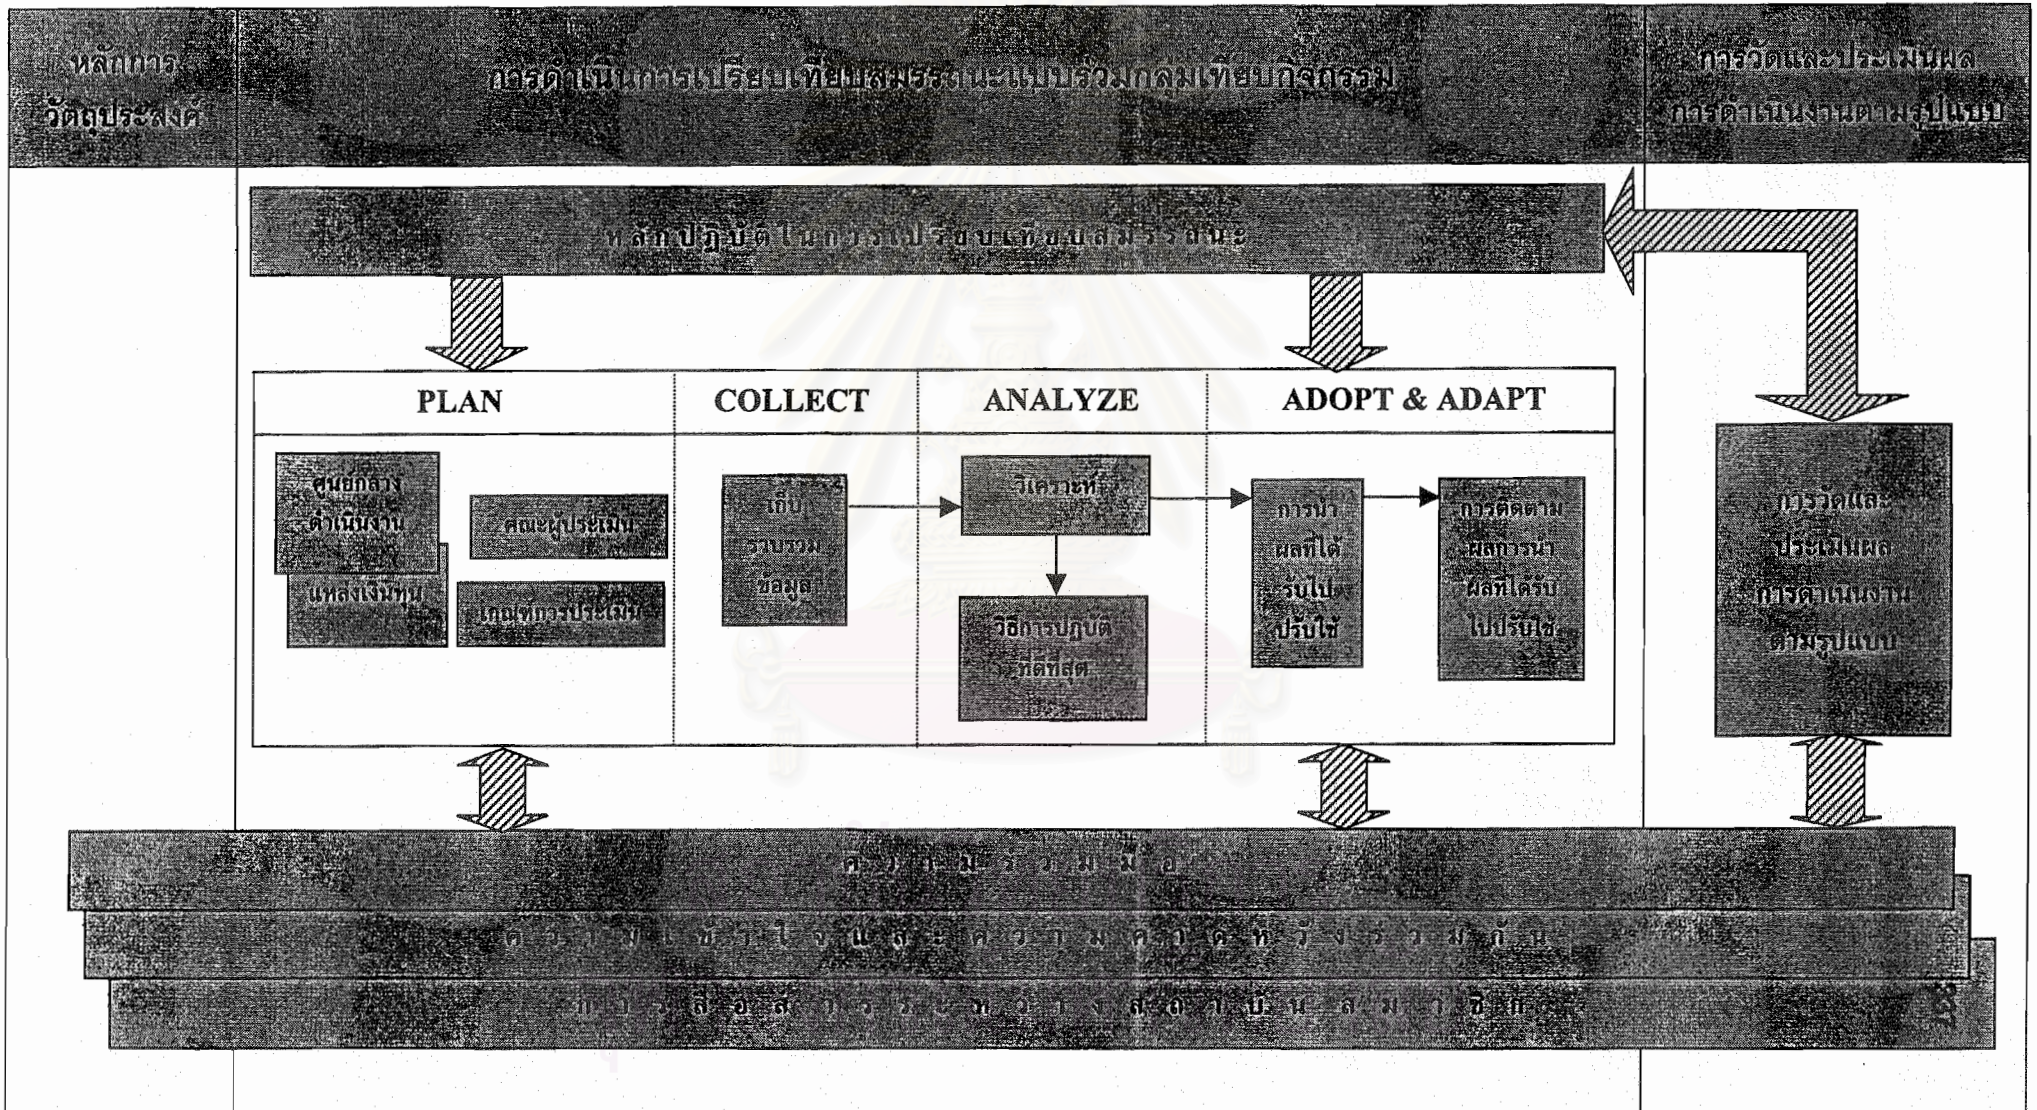 หลักการ
วัตถุประสงค์
การดำเนินการเปรียบเทียบสมรรถนะแบบร่วมกลุ่มเทียบกิจกรรม
การวัดและประเมินผล
การดำเนินงานตามรูปแบบ
หลักปฏิบัติในการเปรียบเทียบสมรรถนะ
PLAN
COLLECT
ANALYZE
ADOPT & ADAPT
ศูนย์กลาง
ดำเนินงาน
แหล่งเงินทุน
คณะผู้ประเมิน
เกณฑ์การประเมิน
เก็บ
รวบรวม
ข้อมูล
วิเคราะห์
วิธีการปฏิบัติ
ที่ดีที่สุด
การนำ
ผลที่ได้
รับไป
ปรับใช้
การติดตาม
ผลการนำ
ผลที่ได้รับ
ไปปรับใช้
การวัดและ
ประเมินผล
การดำเนินงาน
ตามรูปแบบ
ความร่วมมือ
ความเข้าใจและความคาดหวังร่วมกัน
การสื่อสารระหว่างสถาบันสมาชิก